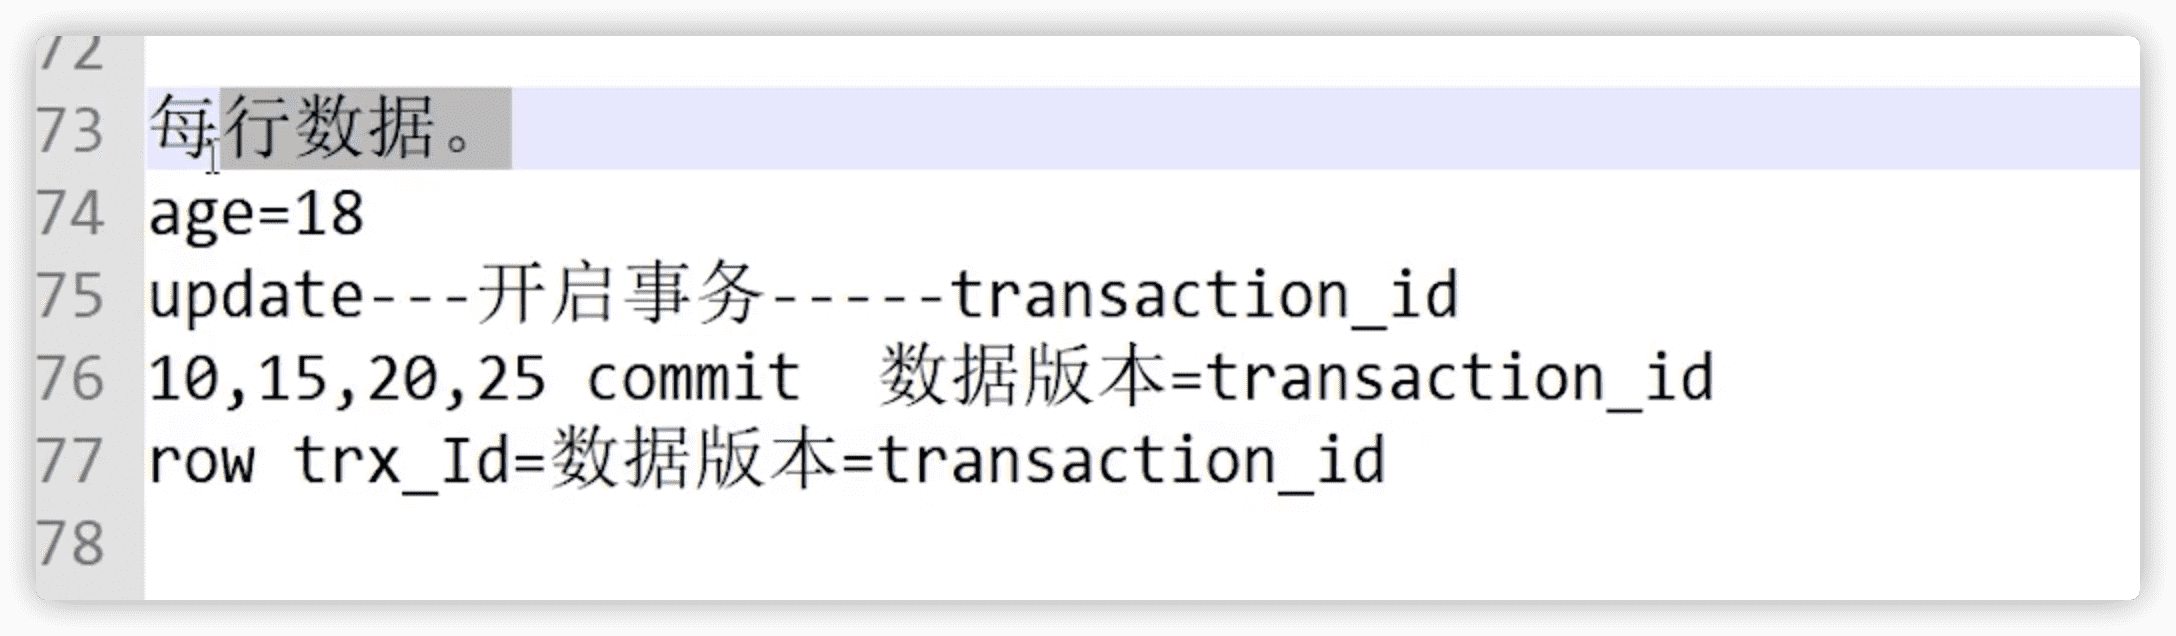 72
73 每行数据。
74 age=18
75 update---开启事务-----transaction_id
76 10,15,20,25 commit  数据版本=transaction_id
77 row trx_Id=数据版本=transaction_id
78